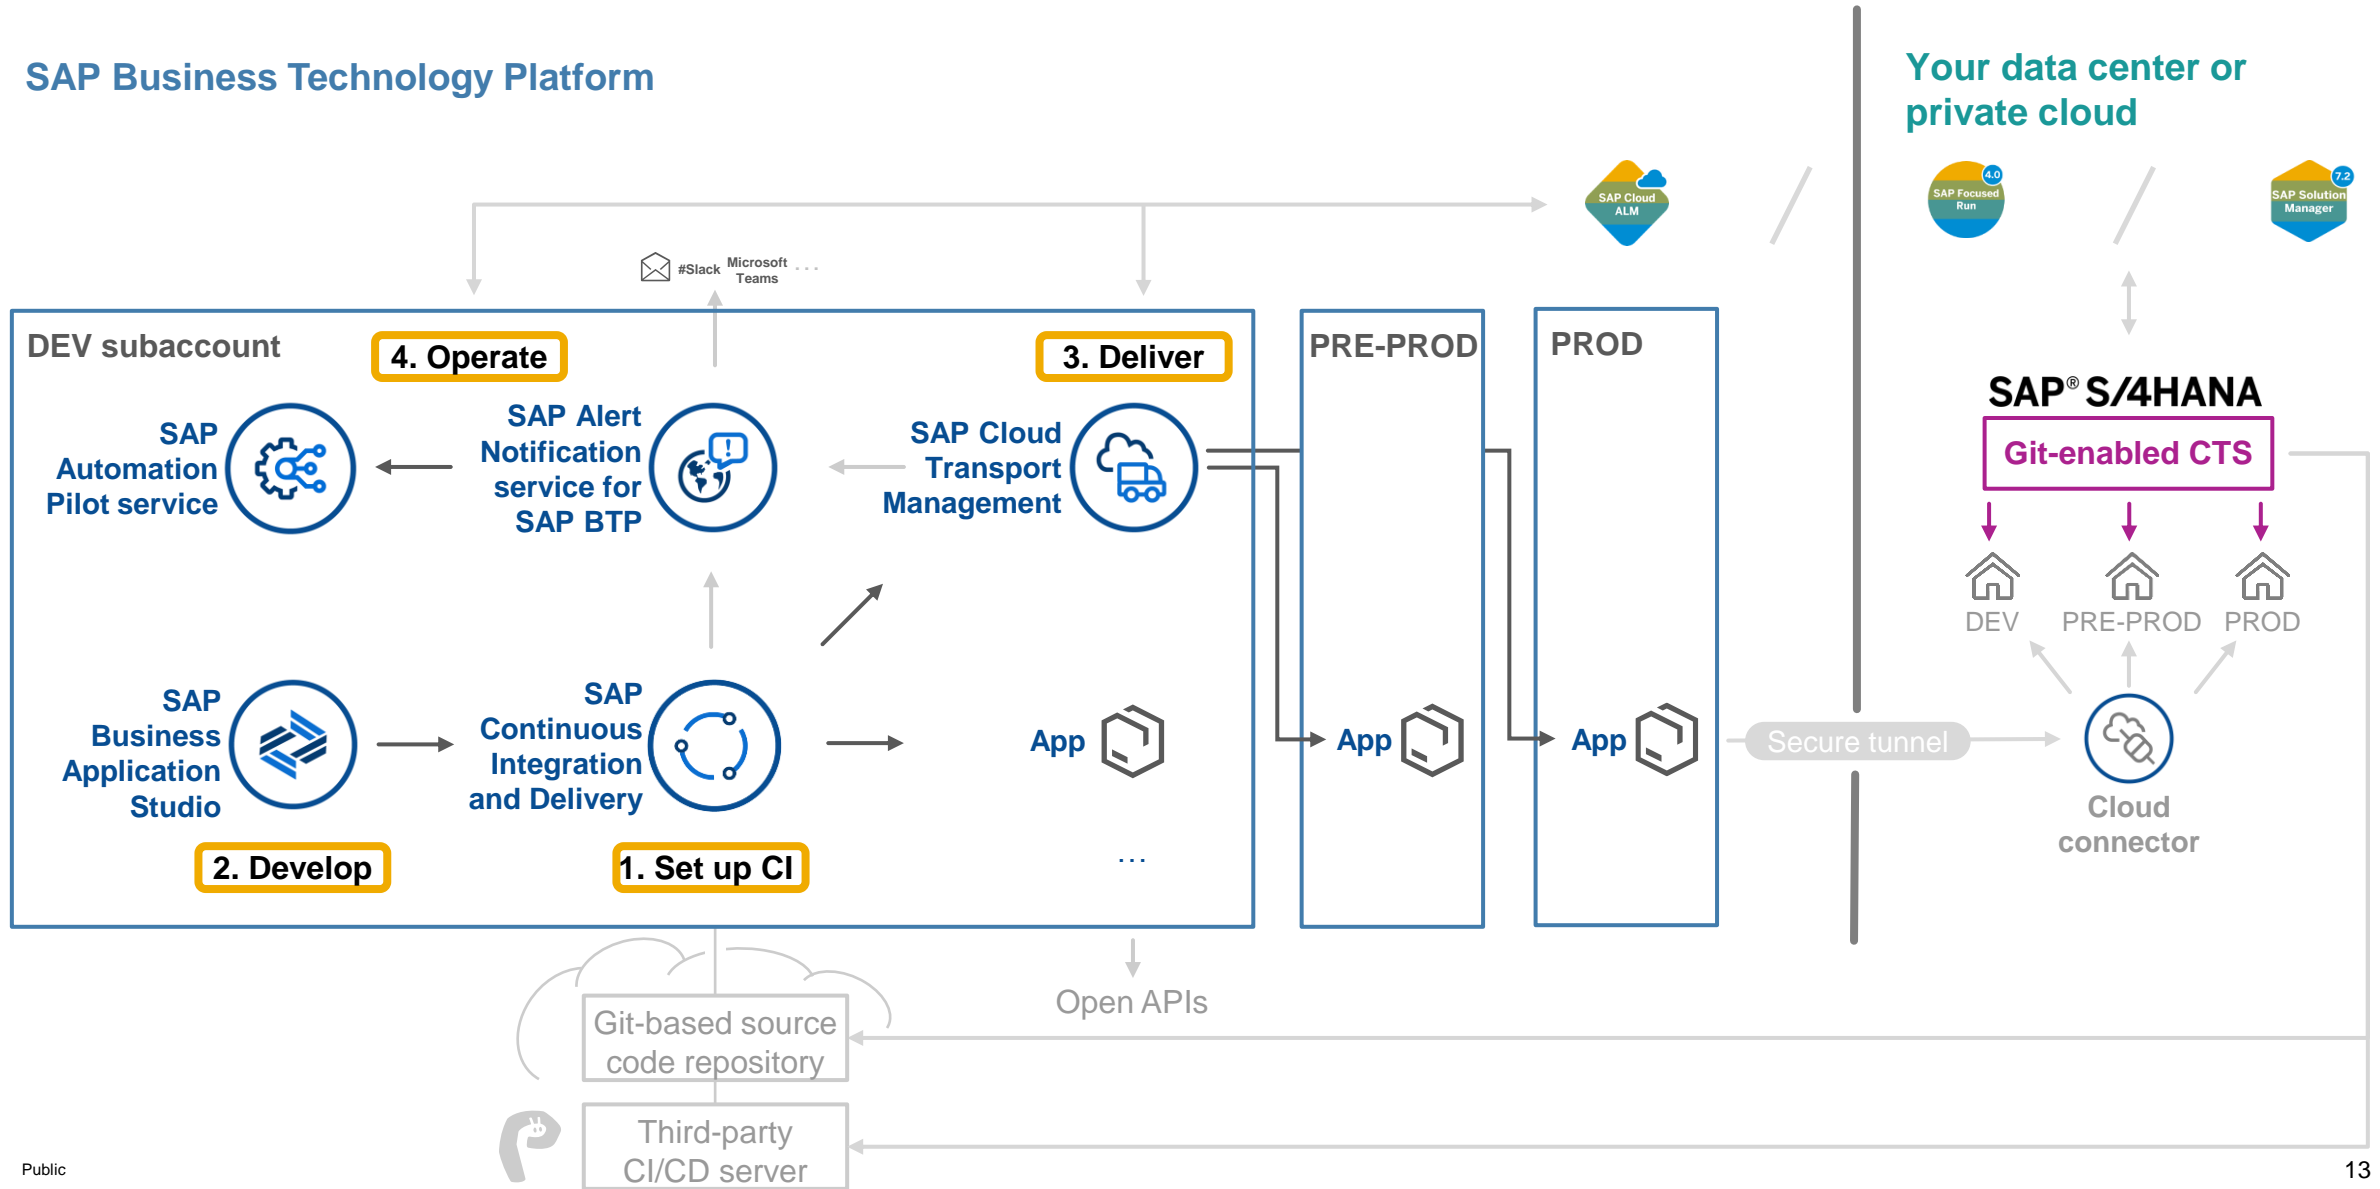 SAP Business Technology Platform
Your data center or
private cloud
SAP Cloud
ALM
4.0
SAP Focused
Run
7.2
SAP Solution
Manager
#Slack
Microsoft
Teams
...
DEV subaccount
4. Operate
3. Deliver
PRE-PROD
PROD
SAP
Automation
Pilot service
SAP Alert
Notification
service for
SAP BTP
SAP Cloud
Transport
Management
SAP® S/4HANA
Git-enabled CTS
DEV
PRE-PROD
PROD
SAP
Business
Application
Studio
SAP
Continuous
Integration
and Delivery
App
App
App
Secure tunnel
Cloud
connector
2. Develop
1. Set up CI
...
Open APIs
Git-based source
code repository
Third-party
CI/CD server
Public
13